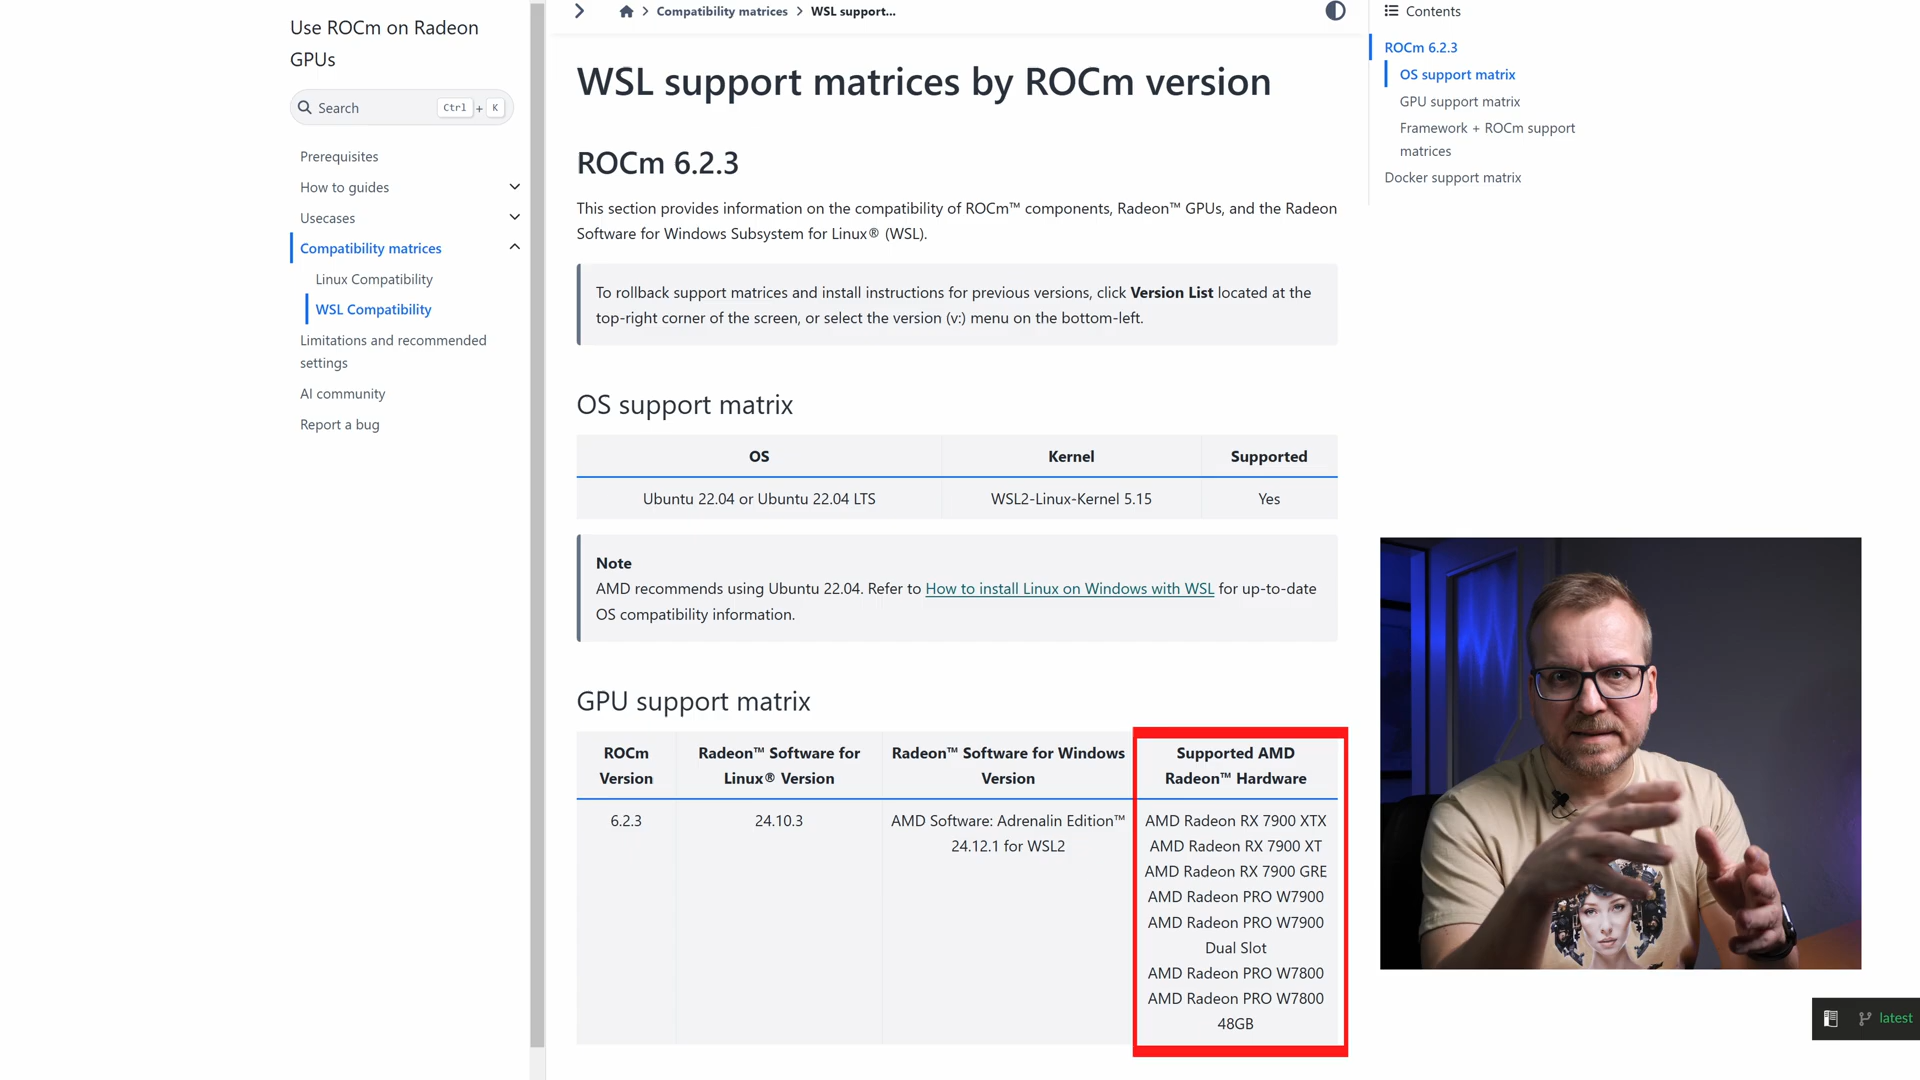 Use ROCm on Radeon
GPUs
Search
Ctrl + K
Prerequisites
How to guides
Usecases
Compatibility matrices
Linux Compatibility
WSL Compatibility
Limitations and recommended
settings
AI community
Report a bug
Compatibility matrices
WSL support...
WSL support matrices by ROCm version
ROCm 6.2.3
This section provides information on the compatibility of ROCm™ components, Radeon™ GPUs, and the Radeon
Software for Windows Subsystem for Linux® (WSL).
To rollback support matrices and install instructions for previous versions, click Version List located at the
top-right corner of the screen, or select the version (v:) menu on the bottom-left.
OS support matrix
OS Kernel Supported
Ubuntu 22.04 or Ubuntu 22.04 LTS WSL2-Linux-Kernel 5.15 Yes
Note
AMD recommends using Ubuntu 22.04. Refer to How to install Linux on Windows with WSL for up-to-date
OS compatibility information.
GPU support matrix
ROCm
Version
Radeon™ Software for
Linux® Version
Radeon™ Software for Windows
Version
Supported AMD
Radeon™ Hardware
6.2.3
24.10.3
AMD Software: Adrenalin Edition™
24.12.1 for WSL2
AMD Radeon RX 7900 XTX
AMD Radeon RX 7900 XT
AMD Radeon RX 7900 GRE
AMD Radeon PRO W7900
AMD Radeon PRO W7900
Dual Slot
AMD Radeon PRO W7800
AMD Radeon PRO W7800
48GB
Contents
ROCm 6.2.3
OS support matrix
GPU support matrix
Framework + ROCm support
matrices
Docker support matrix
latest